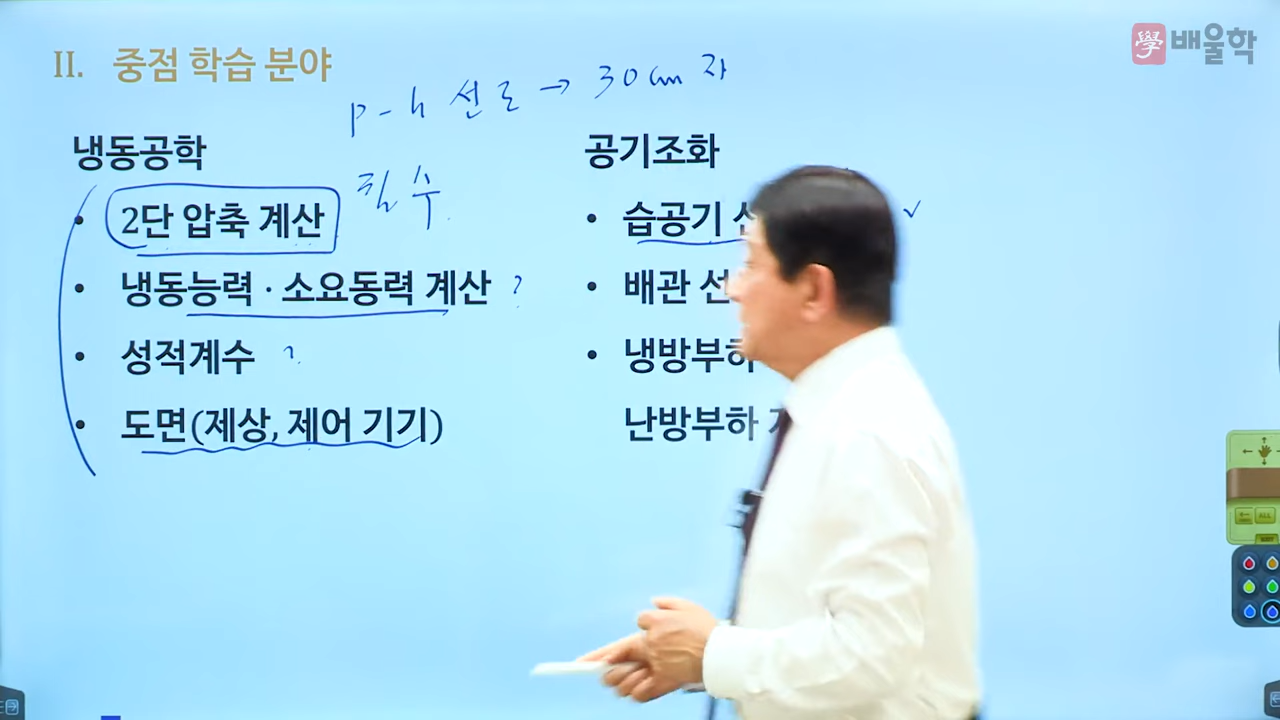 II. 중점 학습 분야
學 배울학
p-h 선도 → 30cm 자
냉동공학
필수
• 2단 압축 계산
• 냉동능력 · 소요동력 계산 ?
• 성적계수 ?
• 도면(제상, 제어 기기)
공기조화
• 습공기 ✓
• 배관
• 냉방부하
난방부하